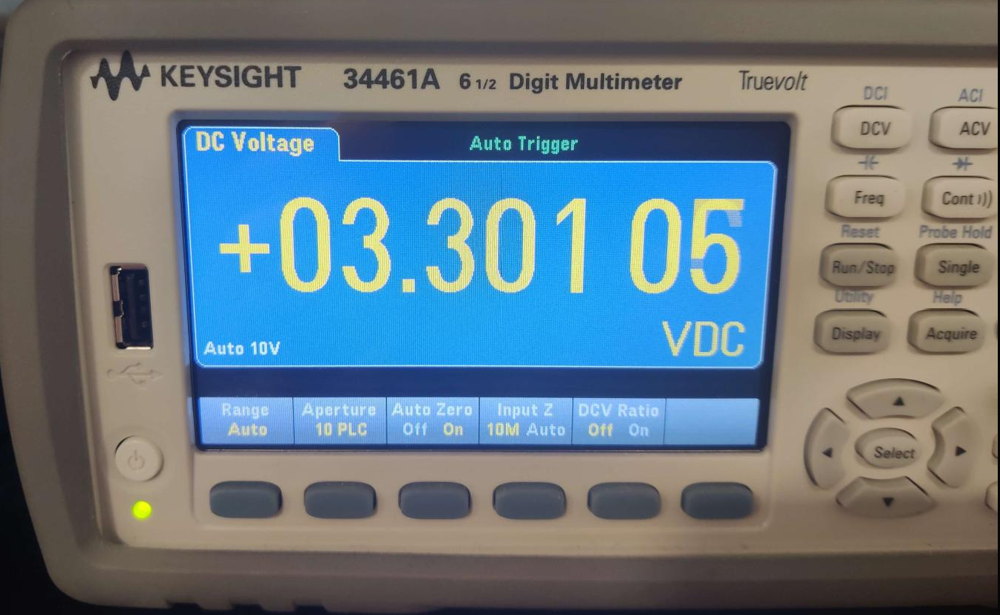 KEYSIGHT 34461A 6 1/2 Digit Multimeter Truevolt
DCI ACI
DCV ACV
DC Voltage Auto Trigger
+03.301 05
VDC
Auto 10V
Freq Cont
Reset Probe Hold
Run/Stop Single
Utility Help
Display Acquire
Range Aperture Auto Zero Input Z DCV Ratio
Auto 10 PLC Off On 10M Auto Off On
Select